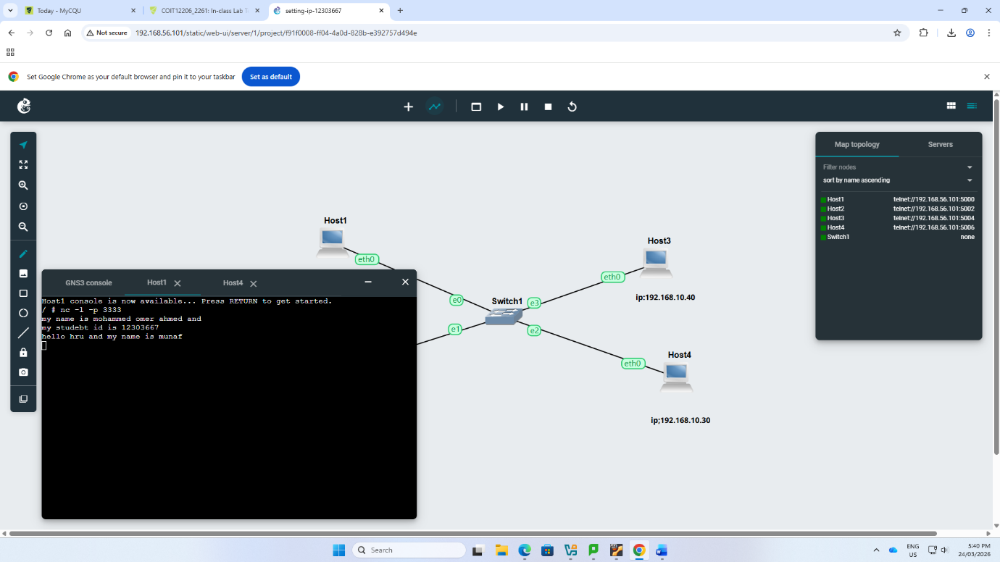 Today - MyCQU
COIT12206_2261: In-class Lab T
setting-ip-12303667
Not secure
192.168.56.101/static/web-ui/server/1/project/f91f0008-ff04-4a0d-828b-e392757d494e
Set Google Chrome as your default browser and pin it to your taskbar
Set as default
Map topology
Servers
Filter nodes
sort by name ascending
Host1 telnet://192.168.56.101:5000
Host2 telnet://192.168.56.101:5002
Host3 telnet://192.168.56.101:5004
Host4 telnet://192.168.56.101:5006
Switch1 none
Host1
eth0
Host3
eth0
ip:192.168.10.40
e0
Switch1
e3
e1
e2
Host4
eth0
ip;192.168.10.30
GNS3 console
Host1
Host4
Host1 console is now available... Press RETURN to get started.
/ # nc -l -p 3333
my name is mohammed omer ahmed and
my studebt id is 12303667
hello hru and my name is munaf
Search
ENG
US
5:40 PM
24/03/2026